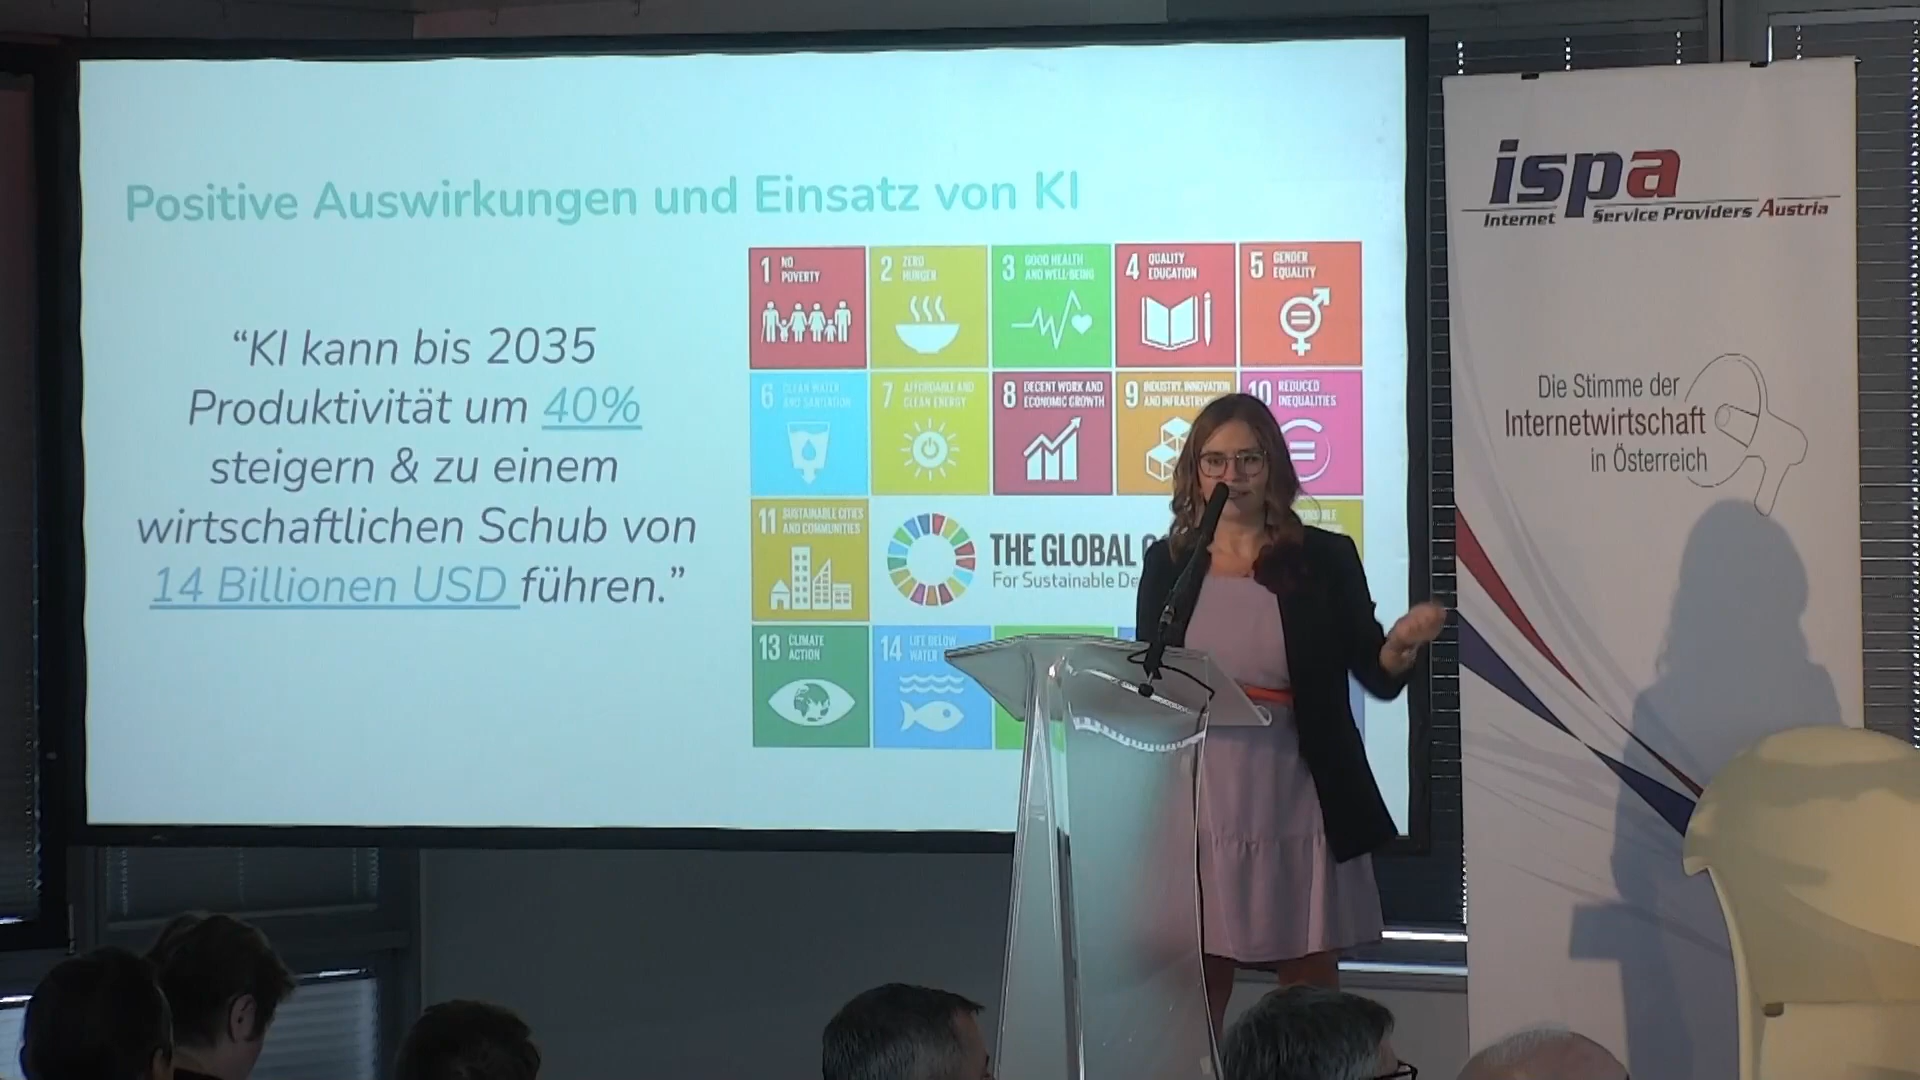 Positive Auswirkungen und Einsatz von KI
“KI kann bis 2035
Produktivität um 40%
steigern & zu einem
wirtschaftlichen Schub von
14 Billionen USD führen.”
1 NO
POVERTY
2 ZERO
HUNGER
3 GOOD HEALTH
AND WELL-BEING
4 QUALITY
EDUCATION
5 GENDER
EQUALITY
6 CLEAN WATER
AND SANITATION
7 AFFORDABLE AND
CLEAN ENERGY
8 DECENT WORK AND
ECONOMIC GROWTH
9 INDUSTRY, INNOVATION
AND
10 REDUCED
INEQUALITIES
11 SUSTAINABLE CITIES
AND COMMUNITIES
THE GLOBAL
For Sustainable
13 CLIMATE
ACTION
14 LIFE BELOW
WATER
ispa
Internet Service Providers Austria
Die Stimme der
Internetwirtschaft
in Österreich